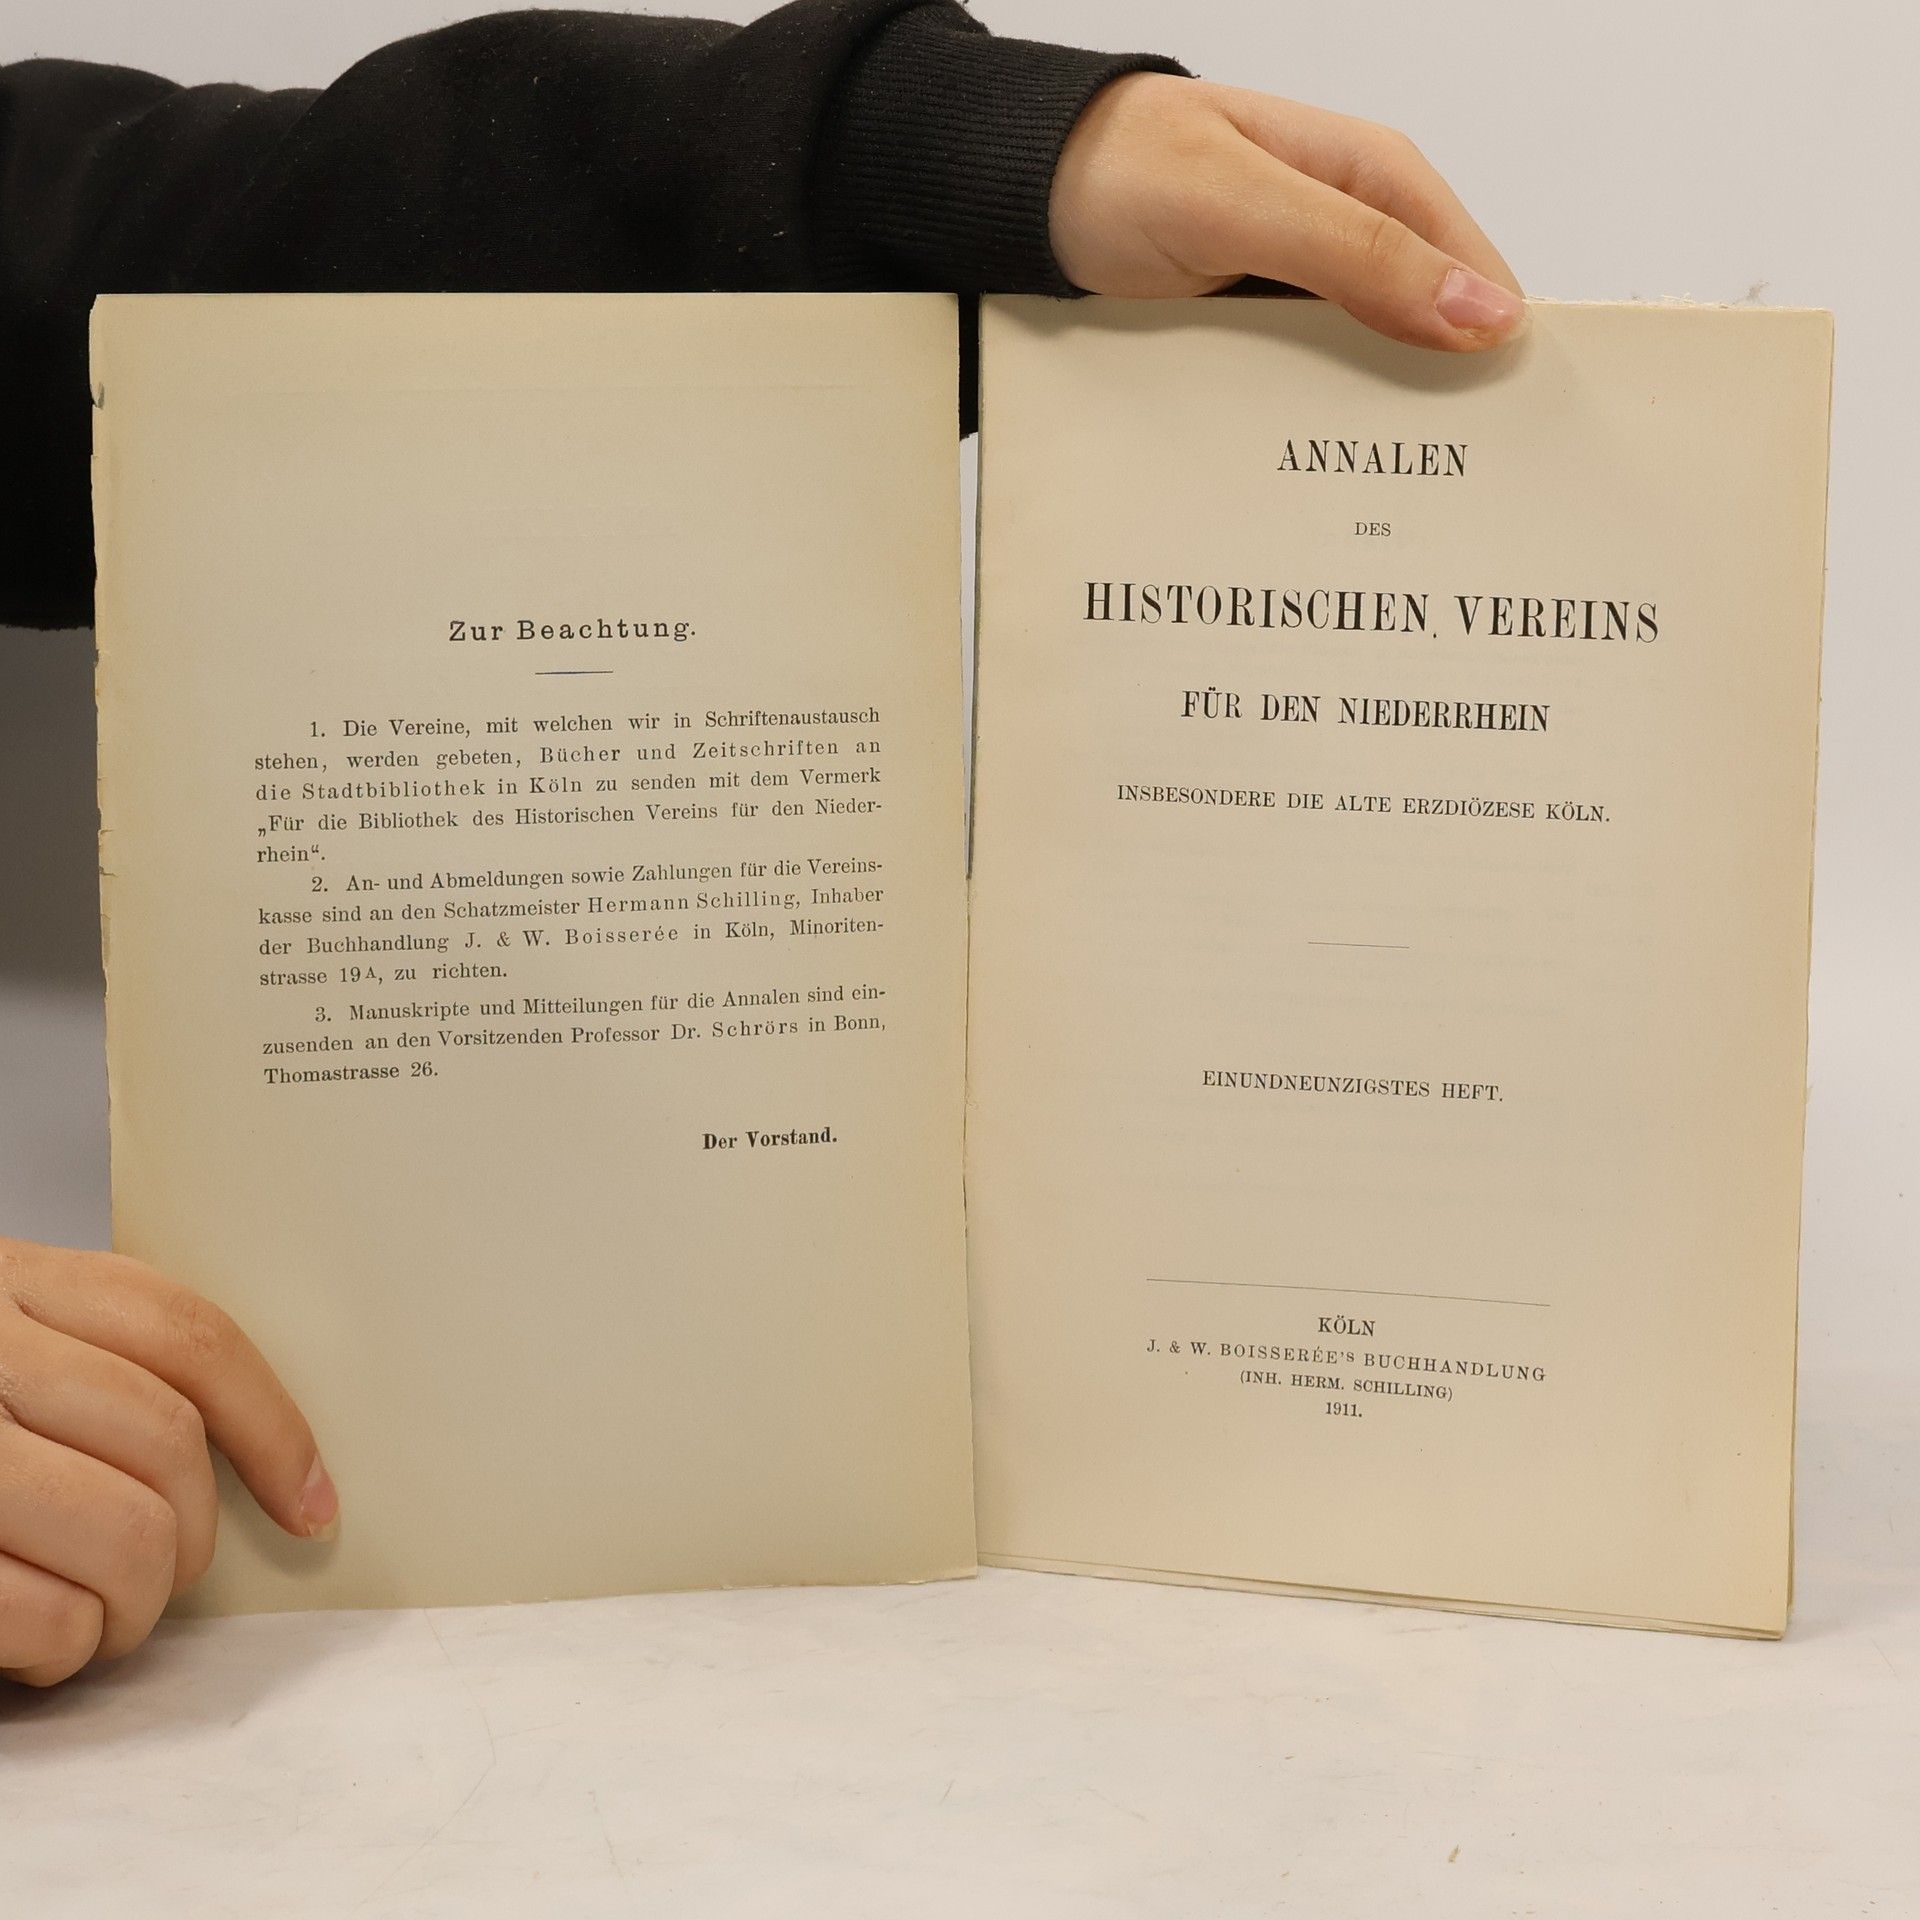 Zur Beachtung.
1. Die Vereine, mit welchen wir in Schriftenaustausch
stehen, werden gebeten, Bücher und Zeitschriften an
die Stadtbibliothek in Köln zu senden mit dem Vermerk
„Für die Bibliothek des Historischen Vereins für den Nieder-
rhein“.
2. An- und Abmeldungen sowie Zahlungen für die Vereins-
kasse sind an den Schatzmeister Hermann Schilling, Inhaber
der Buchhandlung J. & W. Boisserée in Köln, Minoriten-
strasse 19A, zu richten.
3. Manuskripte und Mitteilungen für die Annalen sind ein-
zusenden an den Vorsitzenden Professor Dr. Schrörs in Bonn,
Thomastrasse 26.
Der Vorstand.
ANNALEN
DES
HISTORISCHEN VEREINS
FÜR DEN NIEDERRHEIN
INSBESONDERE DIE ALTE ERZDIÖZESE KÖLN.
EINUNDNEUNZIGSTES HEFT.
KÖLN
J. & W. BOISSERÉE'S BUCHHANDLUNG
(INH. HERM. SCHILLING)
1911.